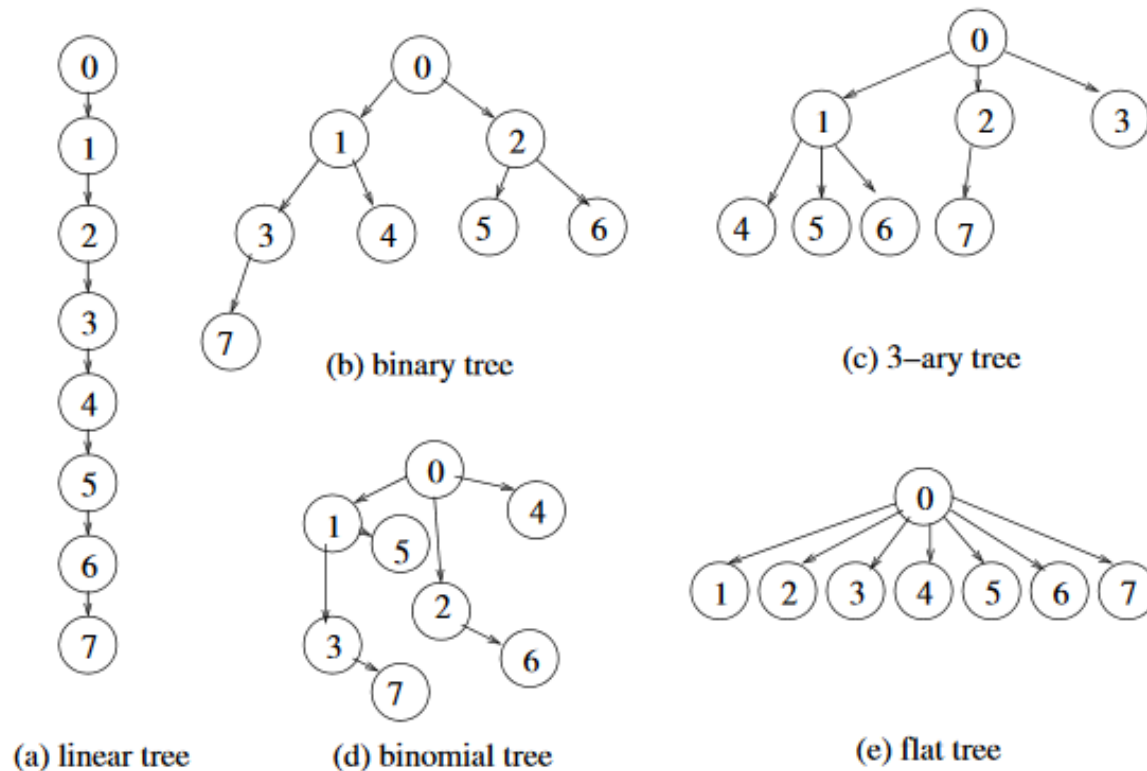 0
1
2
3
4
5
6
7
(a) linear tree
0
1 2
3 4 5 6
7
(b) binary tree
0
1 2 3
4 5 6 7
(c) 3–ary tree
0
1 4
5
2
3 6
7
(d) binomial tree
0
1 2 3 4 5 6 7
(e) flat tree